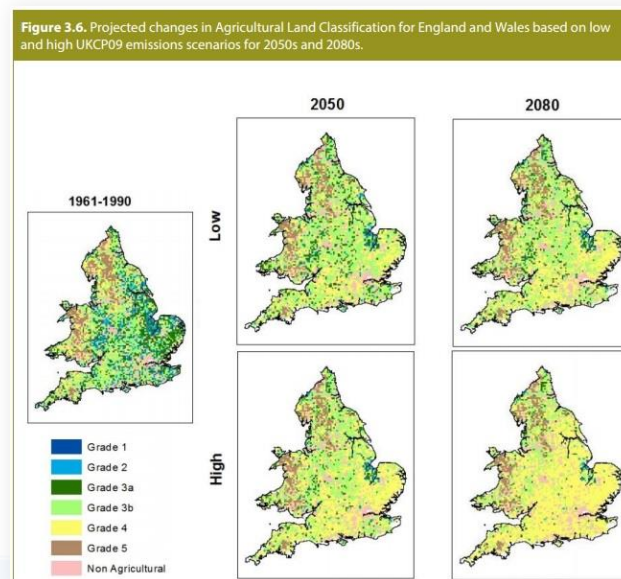 Figure 3.6. Projected changes in Agricultural Land Classification for England and Wales based on low
and high UKCP09 emissions scenarios for 2050s and 2080s.
2050
2080
1961-1990
Low
High
Grade 1
Grade 2
Grade 3a
Grade 3b
Grade 4
Grade 5
Non Agricultural